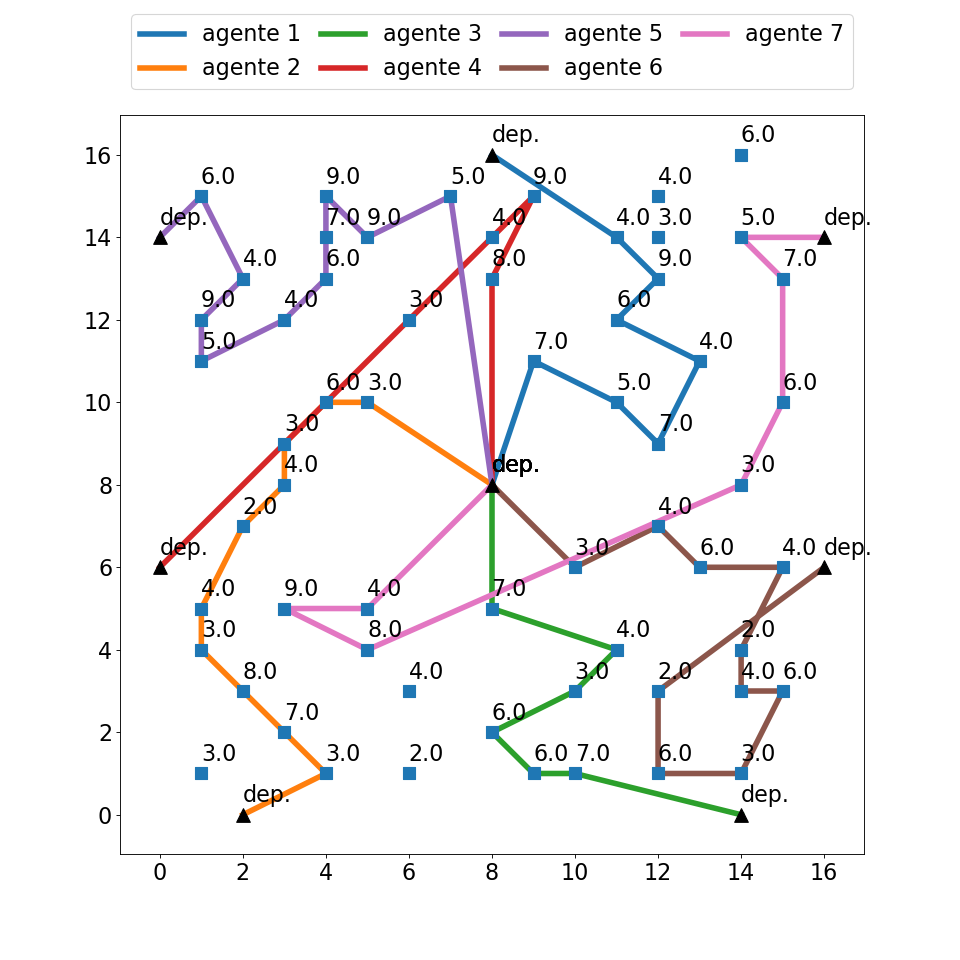 agente 1 agente 3 agente 5 agente 7
agente 2 agente 4 agente 6
dep. 6.0
16
6.0 9.0 5.0 9.0 4.0
dep. 7.0 9.0 4.0 4.0 3.0 5.0 dep.
14
4.0 6.0 8.0 9.0 7.0
9.0 4.0 3.0 6.0
12
5.0 7.0 4.0
6.0 3.0 5.0 6.0
10
3.0 7.0
4.0 dep. 3.0
8
2.0 4.0
dep. 3.0 6.0 4.0 dep.
6
4.0 9.0 4.0 7.0
3.0 8.0 4.0 2.0
4
8.0 4.0 3.0 2.0 4.0 6.0
7.0 6.0
2
3.0 3.0 2.0 6.0 7.0 6.0 3.0
dep. dep.
0
0 2 4 6 8 10 12 14 16